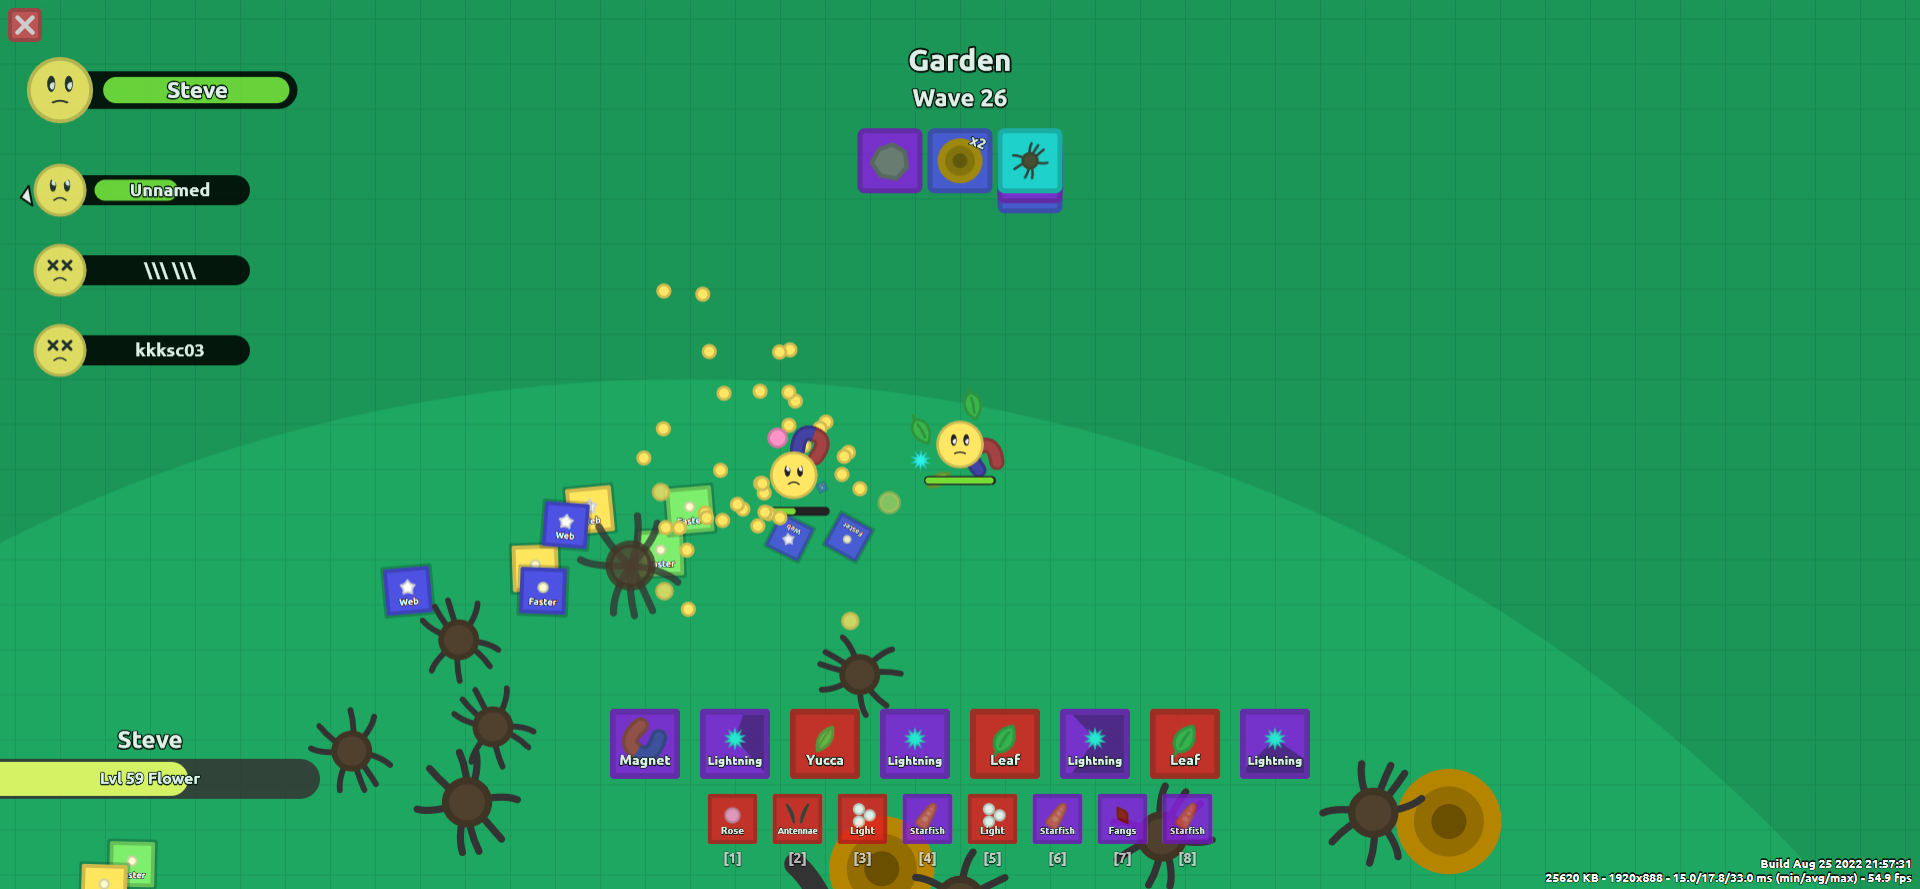 Garden
Wave 26
x2
Steve
Unnamed
\\\ \\\
kkksc03
Web
Faster
Web
Faster
Web
Faster
Steve
Lvl 59 Flower
Magnet
Lightning
Yucca
Lightning
Leaf
Lightning
Leaf
Lightning
Rose
Antennae
Light
Starfish
Light
Starfish
Fangs
Starfish
[1]
[2]
[3]
[4]
[5]
[6]
[7]
[8]
Build Aug 25 2022 21:57:31
25620 KB - 1920x888 - 15.0/17.8/33.0 ms (min/avg/max) - 54.9 fps